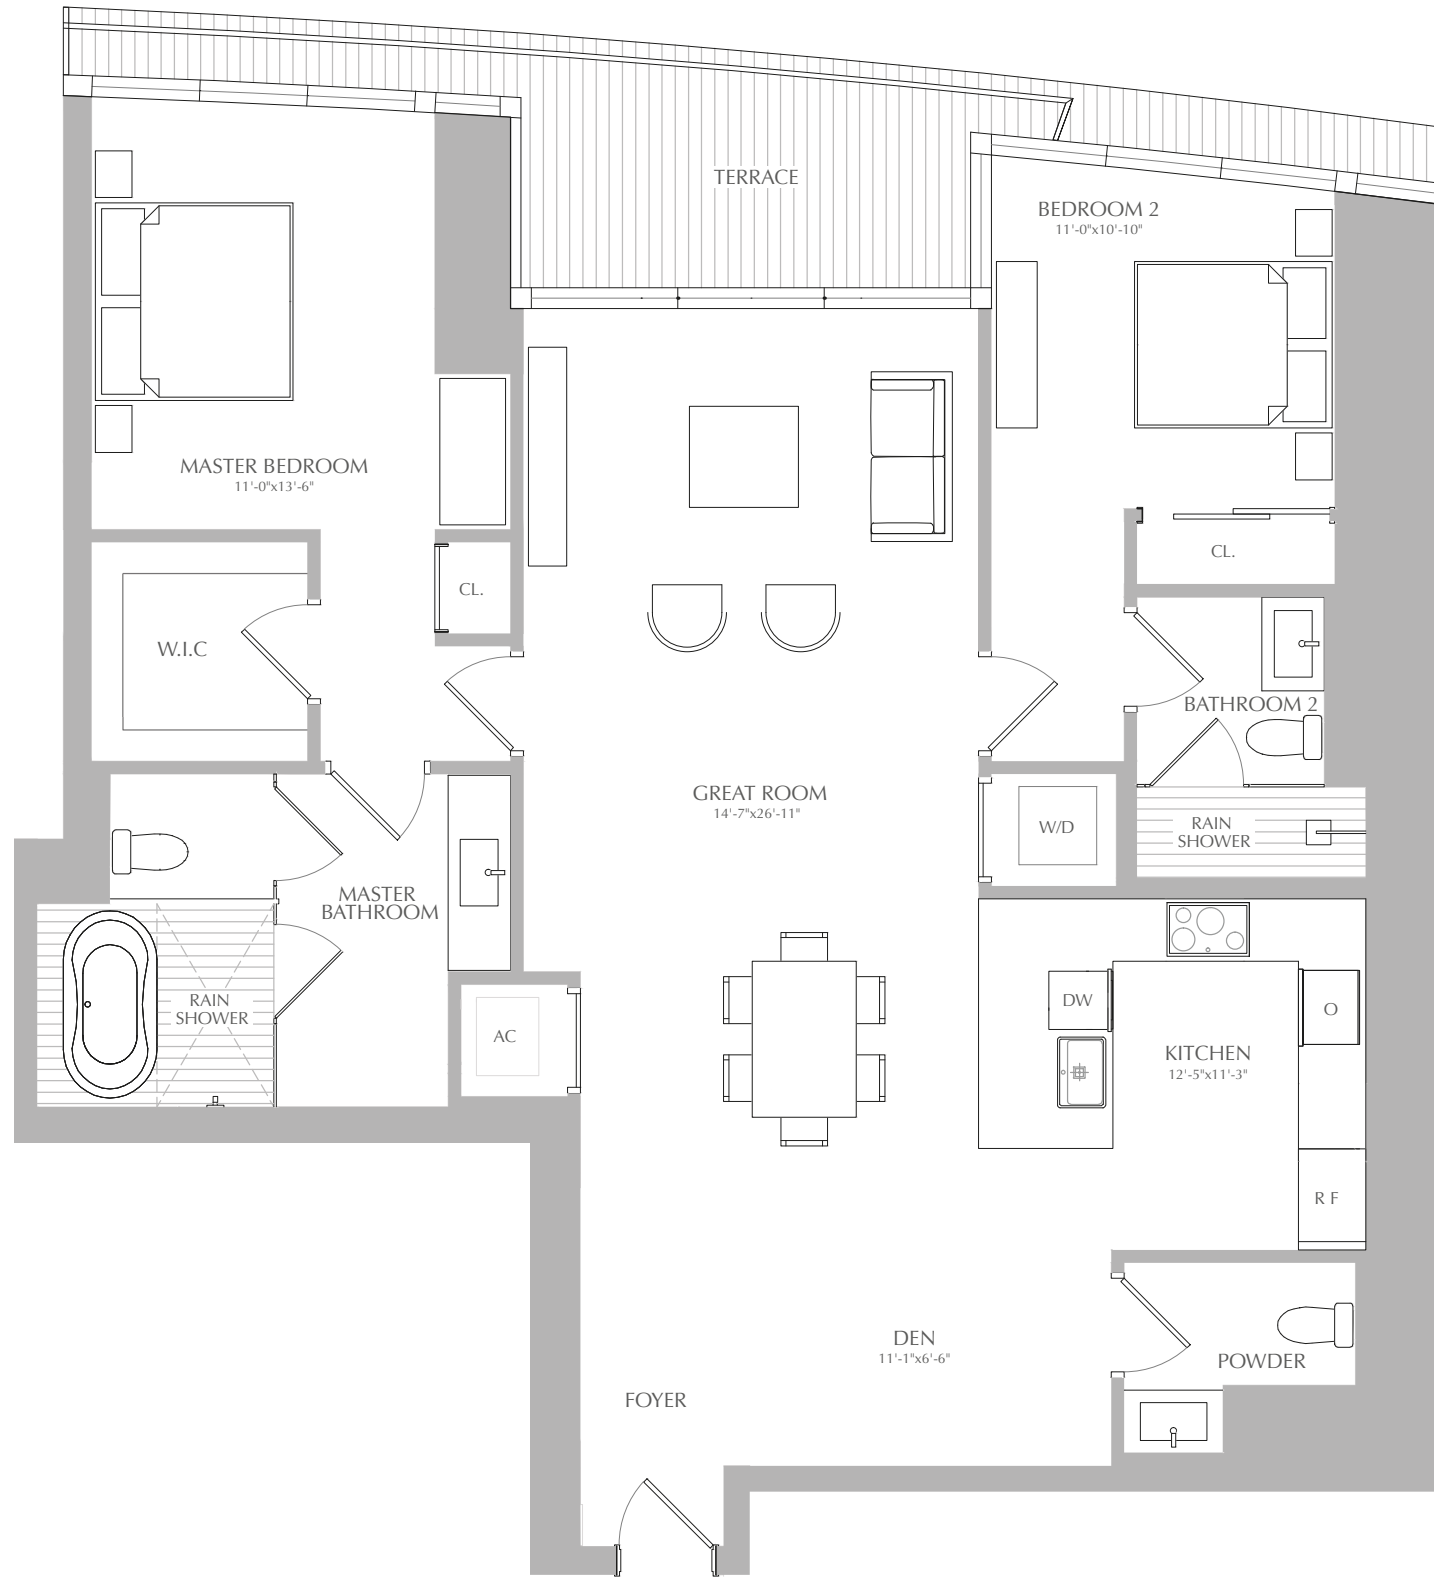 TERRACE
BEDROOM 2
11'-0"x10'-10"
MASTER BEDROOM
11'-0"x13'-6"
CL.
CL.
W.I.C
BATHROOM 2
GREAT ROOM
14'-7"x26'-11"
W/D
RAIN
SHOWER
MASTER
BATHROOM
RAIN
SHOWER
AC
DW
O
KITCHEN
12'-5"x11'-3"
R F
DEN
11'-1"x6'-6"
POWDER
FOYER